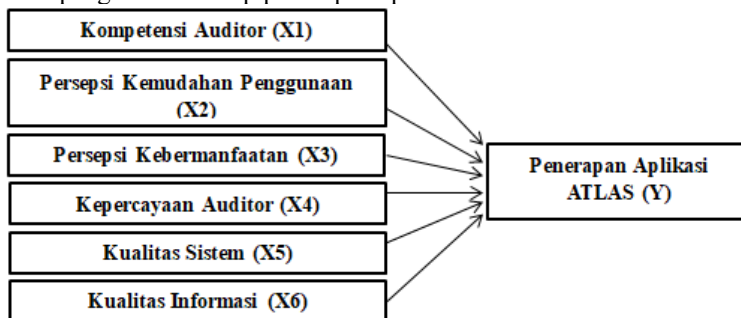 Kompetensi Auditor (X1)
Persepsi Kemudahan Penggunaan
(X2)
Persepsi Kebermanfaatan (X3)
Kepercayaan Auditor (X4)
Kualitas Sistem (X5)
Kualitas Informasi (X6)
Penerapan Aplikasi
ATLAS (Y)